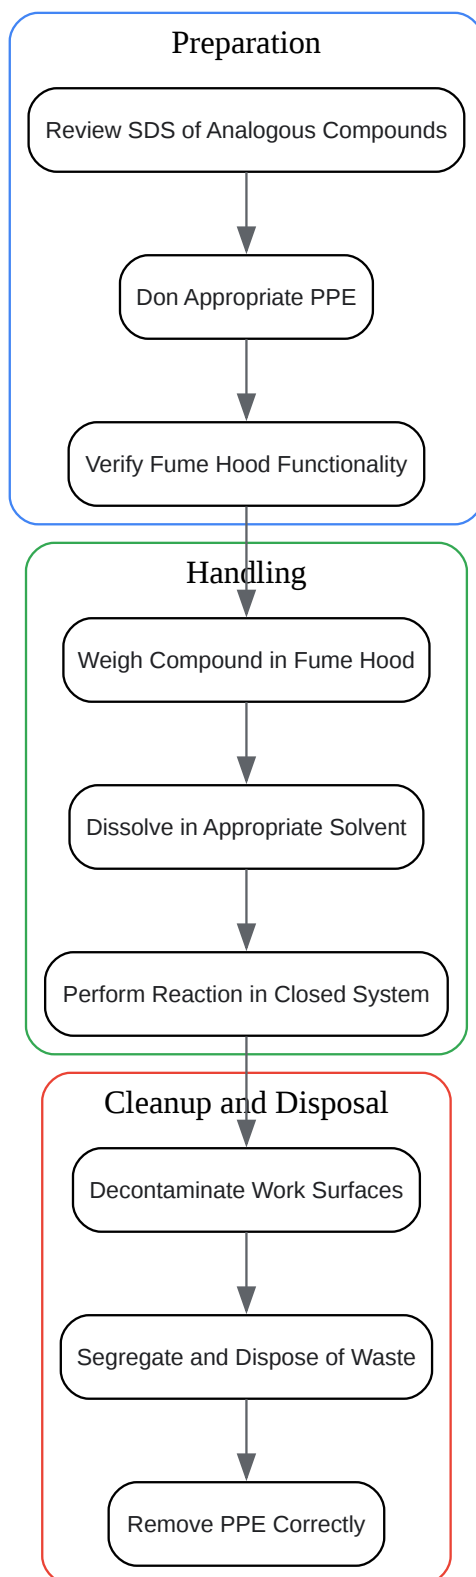 Preparation
Review SDS of Analogous Compounds
Don Appropriate PPE
Verify Fume Hood Functionality
Handling
Weigh Compound in Fume Hood
Dissolve in Appropriate Solvent
Perform Reaction in Closed System
Cleanup and Disposal
Decontaminate Work Surfaces
Segregate and Dispose of Waste
Remove PPE Correctly